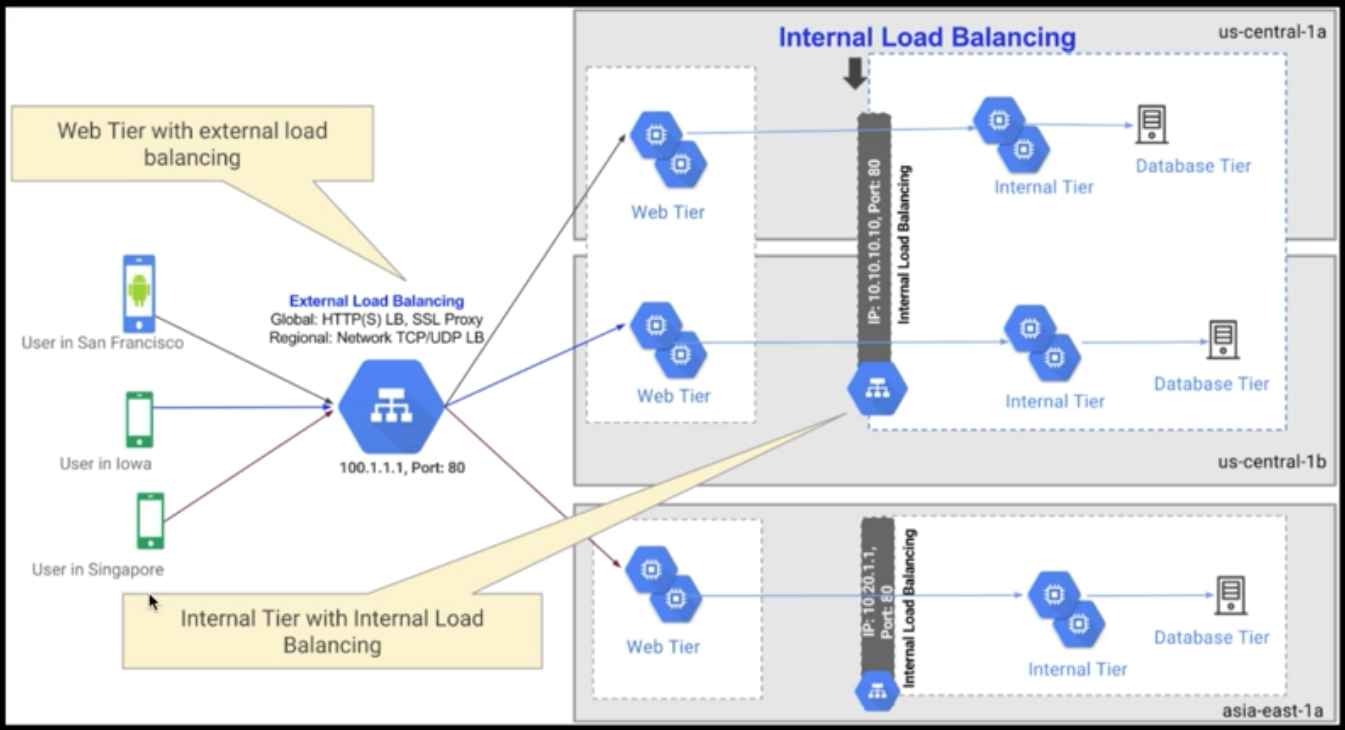 Internal Load Balancing
us-central-1a
Web Tier with external load
balancing
Web Tier
IP: 10.10.10.10, Port: 80
Internal Load Balancing
Internal Tier
Database Tier
User in San Francisco
External Load Balancing
Global: HTTP(S) LB, SSL Proxy
Regional: Network TCP/UDP LB
100.1.1.1, Port: 80
User in Iowa
User in Singapore
Web Tier
Internal Tier
Database Tier
us-central-1b
Internal Tier with Internal Load
Balancing
Web Tier
IP: 10.20.1.1,
Port: 80
Internal Load Balancing
Internal Tier
Database Tier
asia-east-1a